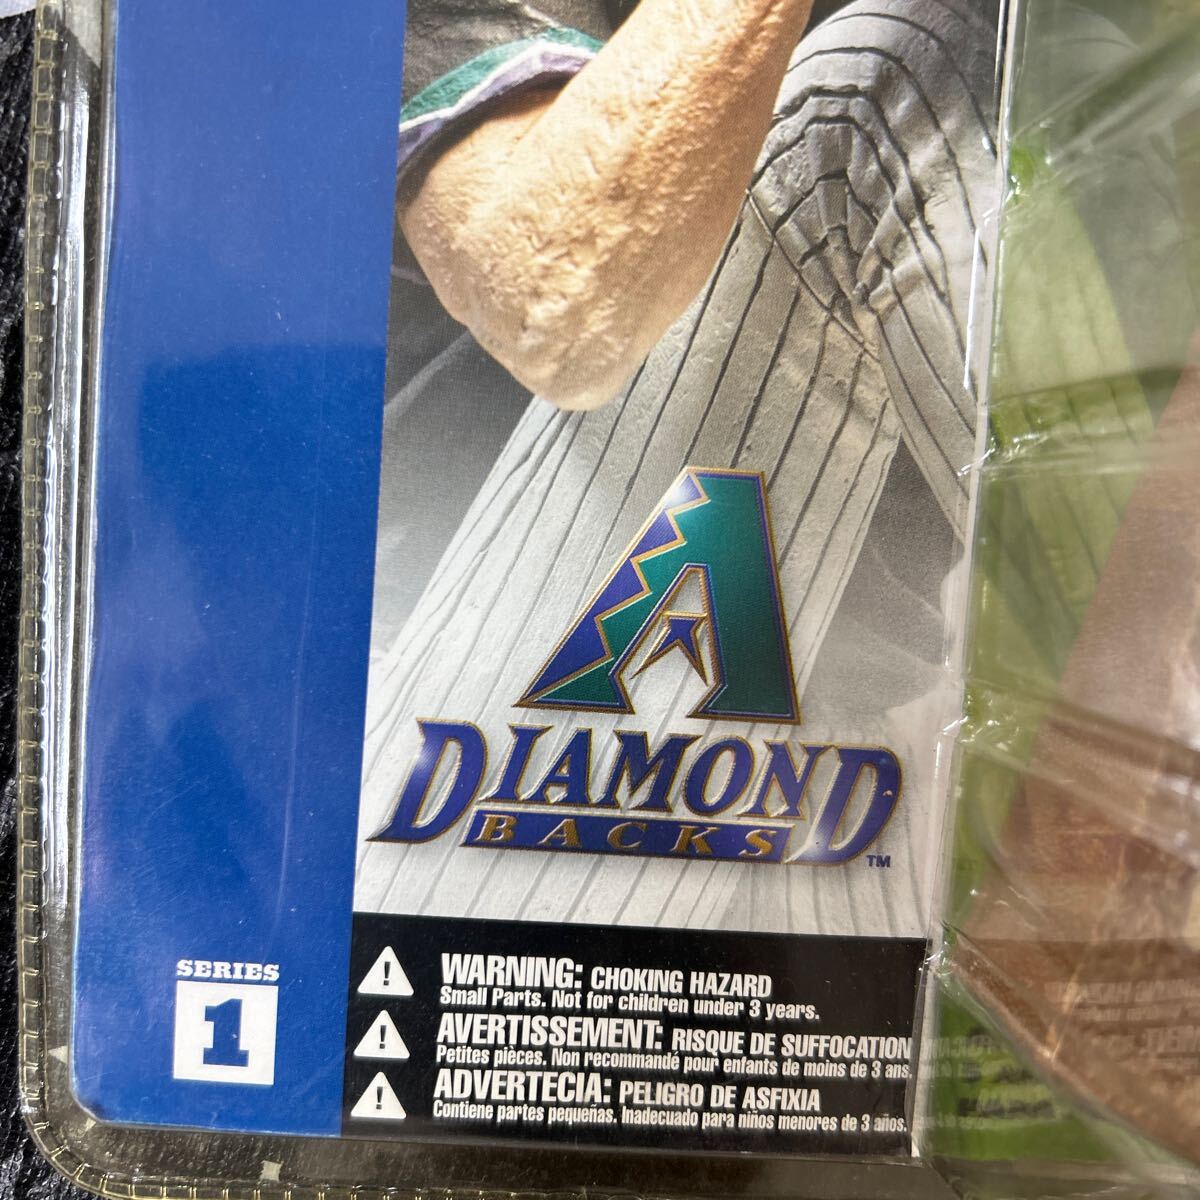 A
DIAMOND
BACKS
™
SERIES
1
WARNING: CHOKING HAZARD
Small Parts. Not for children under 3 years.
AVERTISSEMENT: RISQUE DE SUFFOCATION
Petites pièces. Non recommandé pour enfants de moins de 3 ans.
ADVERTECIA: PELIGRO DE ASFIXIA
Contiene partes pequeñas. Inadecuado para niños menores de 3 años.